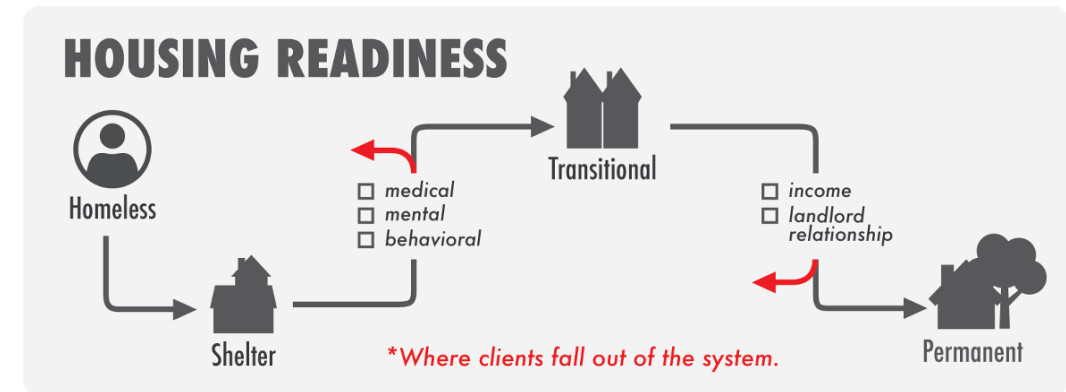 HOUSING READINESS
Homeless
Shelter
medical
mental
behavioral
Transitional
income
landlord
relationship
Permanent
*Where clients fall out of the system.